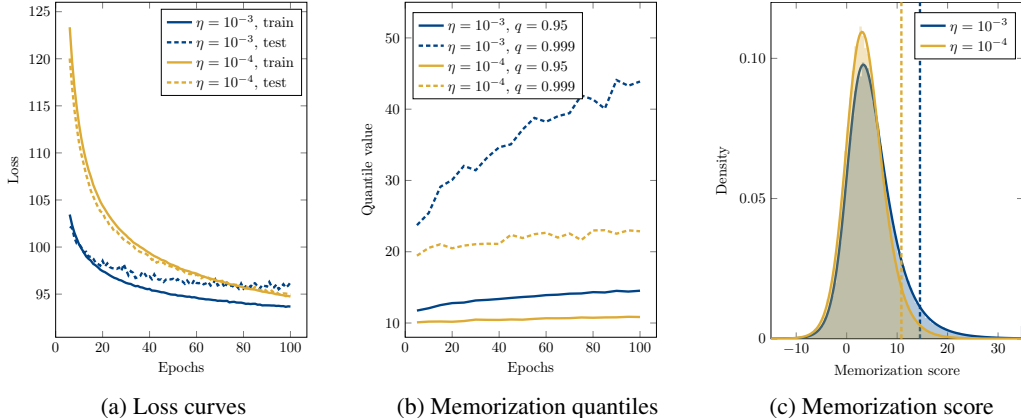 125
120
115
110
105
100
95
0
20
40
60
80
100
Loss
Epochs
η = 10⁻³, train
η = 10⁻³, test
η = 10⁻⁴, train
η = 10⁻⁴, test
(a) Loss curves
50
40
30
20
10
0
20
40
60
80
100
Quantile value
Epochs
η = 10⁻³, q = 0.95
η = 10⁻³, q = 0.999
η = 10⁻⁴, q = 0.95
η = 10⁻⁴, q = 0.999
(b) Memorization quantiles
0.10
0.05
0
−10
0
10
20
30
Density
Memorization score
η = 10⁻³
η = 10⁻⁴
(c) Memorization score